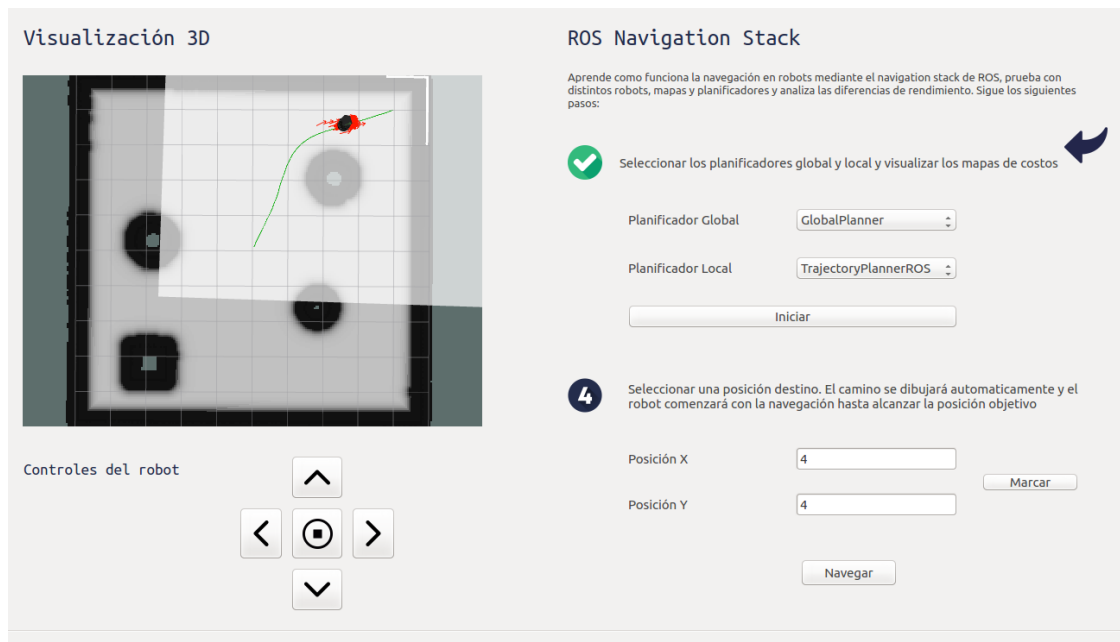 Visualización 3D
ROS Navigation Stack
Aprende como funciona la navegación en robots mediante el navigation stack de ROS, prueba con
distintos robots, mapas y planificadores y analiza las diferencias de rendimiento. Sigue los siguientes
pasos:
Seleccionar los planificadores global y local y visualizar los mapas de costos
Planificador Global
GlobalPlanner
Planificador Local
TrajectoryPlannerROS
Iniciar
4
Seleccionar una posición destino. El camino se dibujará automaticamente y el
robot comenzará con la navegación hasta alcanzar la posición objetivo
Controles del robot
Posición X
4
Marcar
Posición Y
4
Navegar